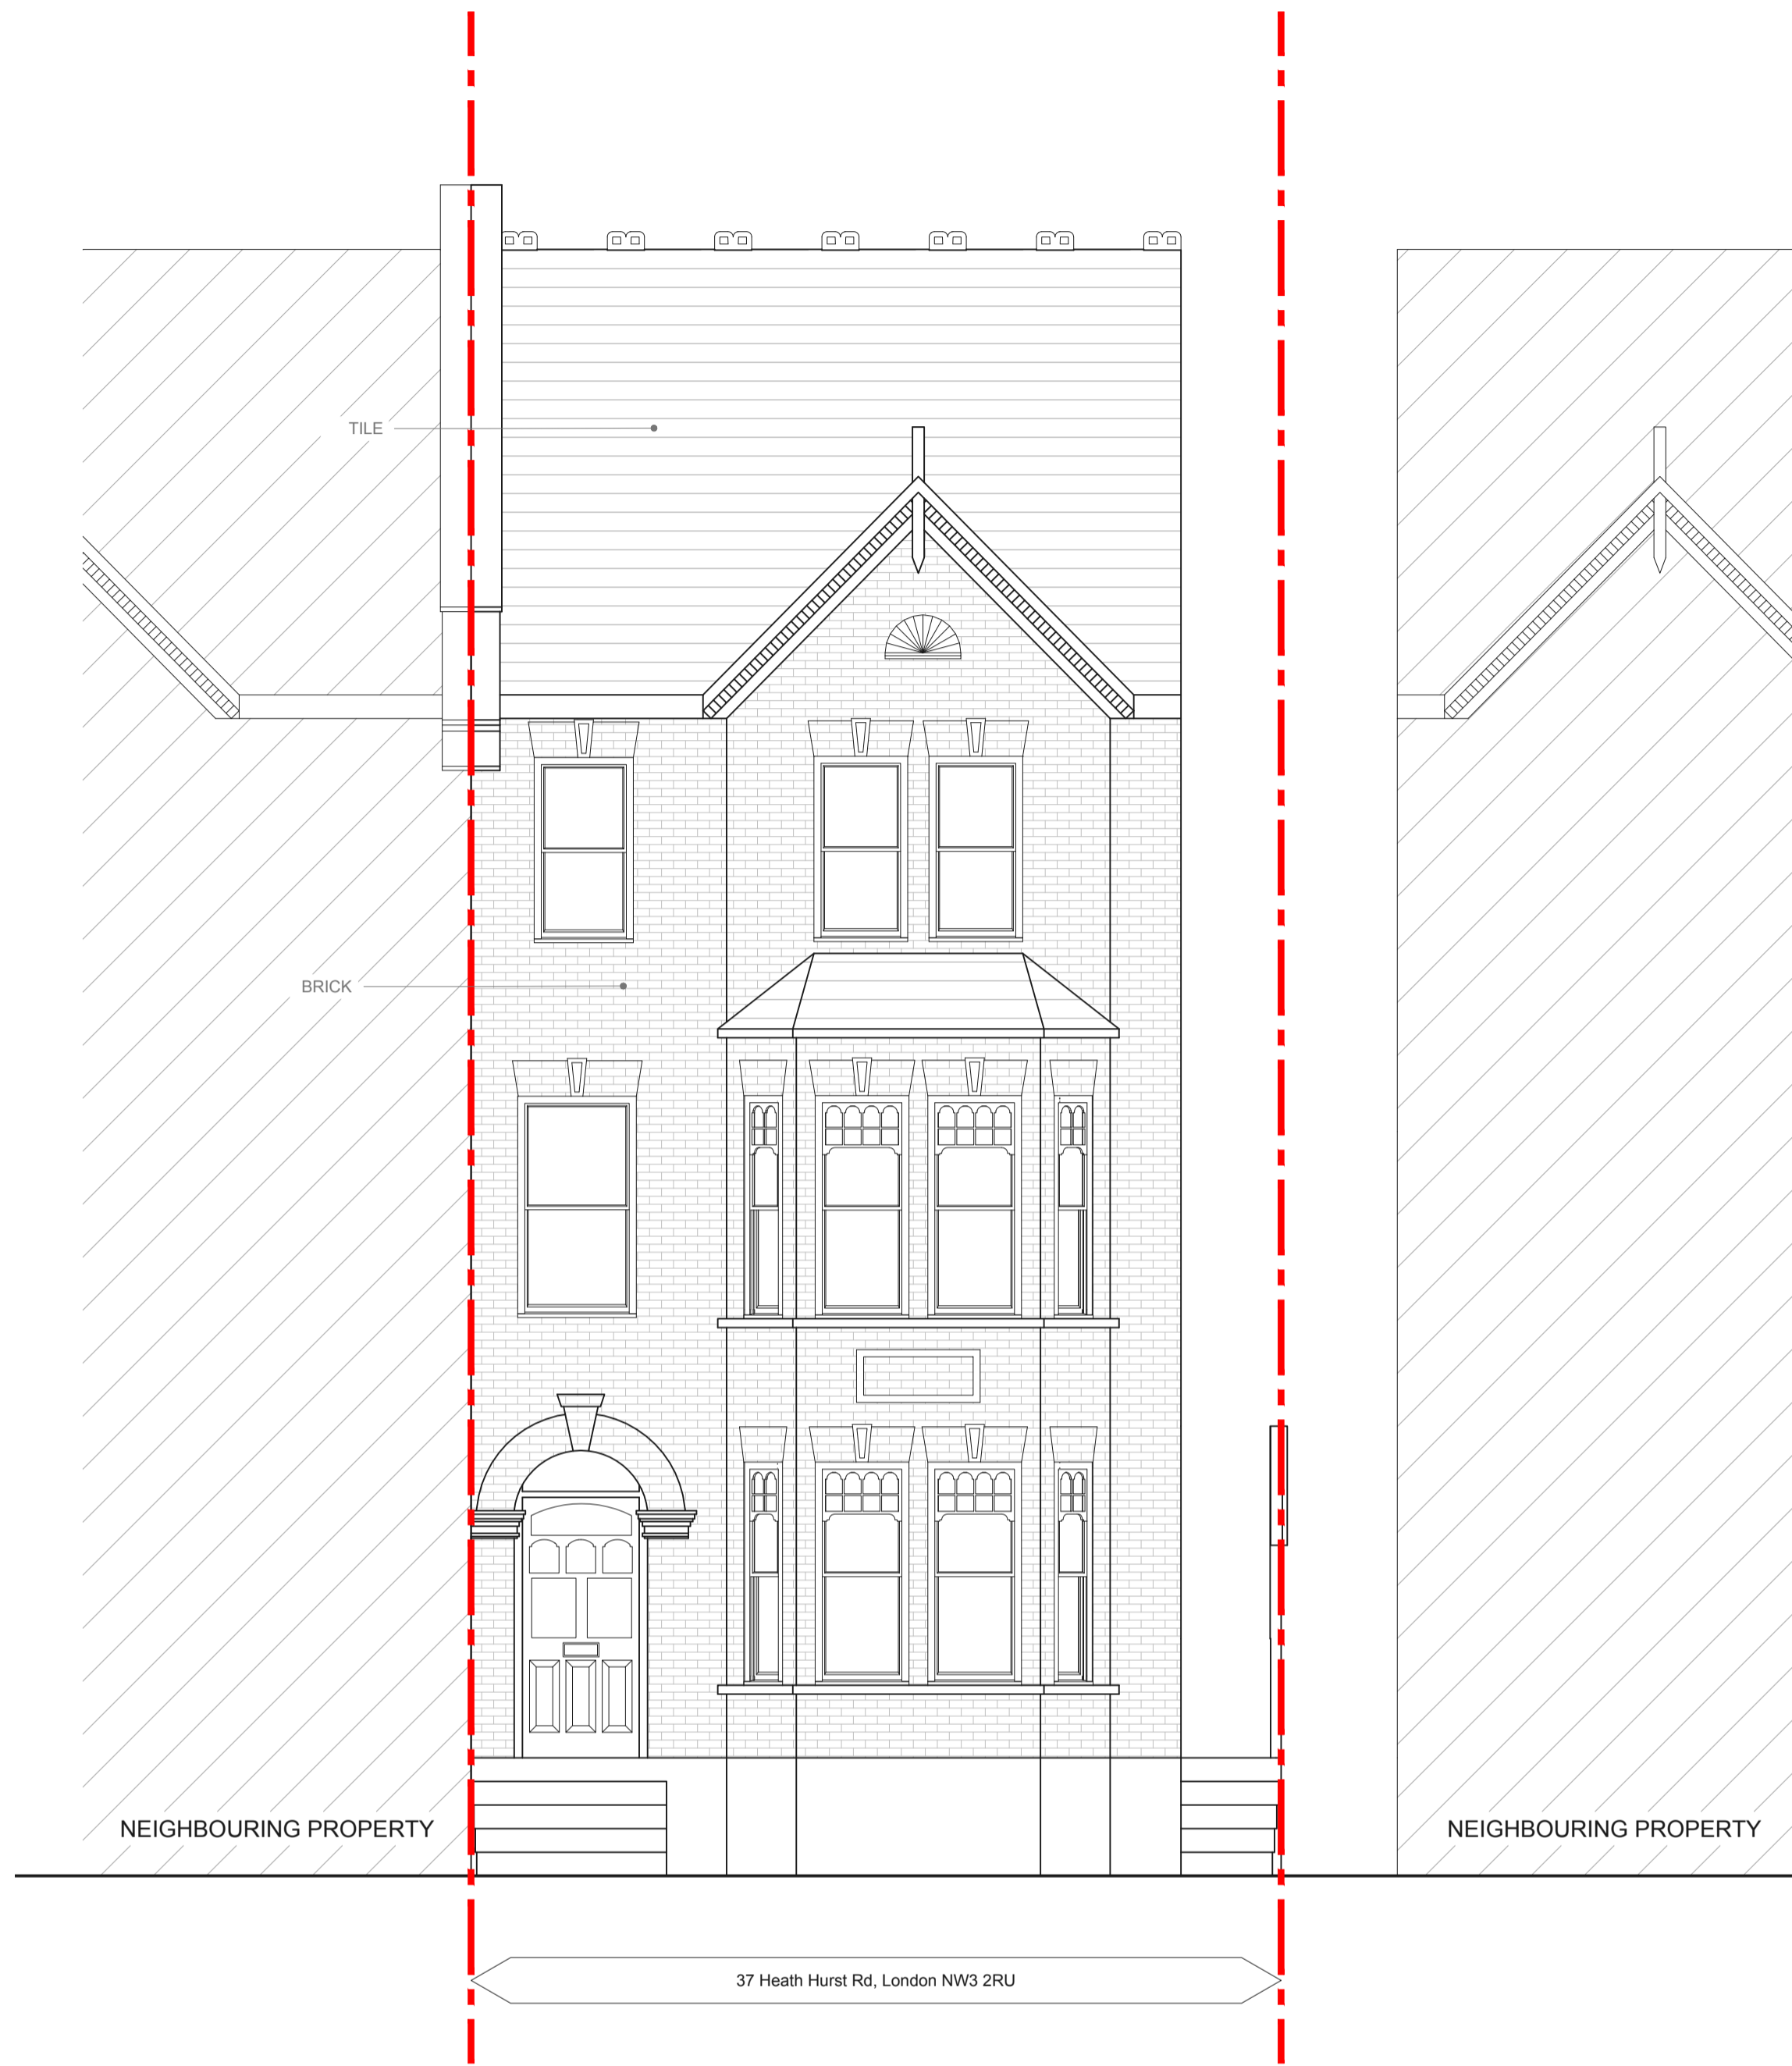 TILE
BRICK
NEIGHBOURING PROPERTY
NEIGHBOURING PROPERTY
37 Heath Hurst Rd, London NW3 2RU